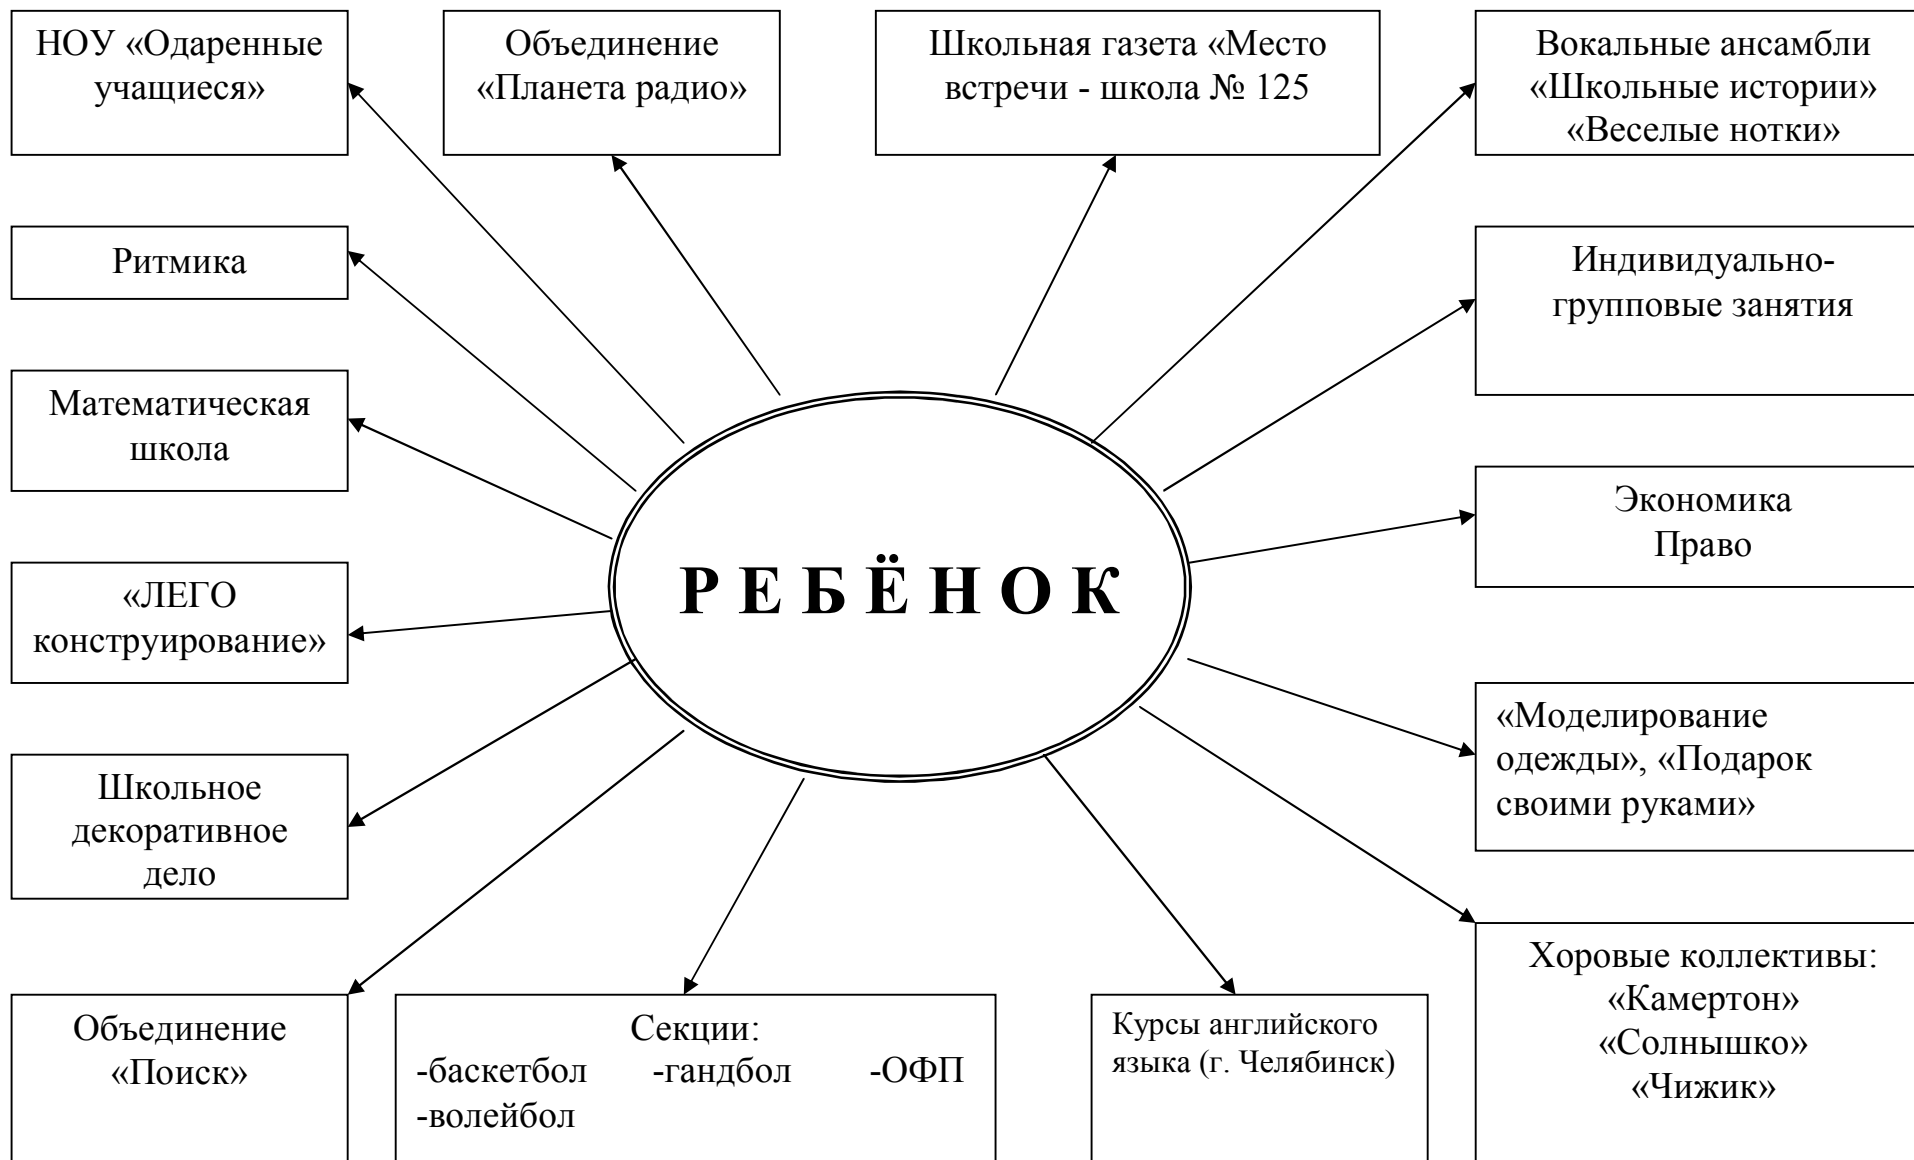 НОУ «Одаренные
учащиеся»
Объединение
«Планета радио»
Школьная газета «Место
встречи - школа № 125
Вокальные ансамбли
«Школьные истории»
«Веселые нотки»
Ритмика
Индивидуально-
групповые занятия
Математическая
школа
Экономика
Право
«ЛЕГО
конструирование»
Р Е Б Ё Н О К
«Моделирование
одежды», «Подарок
своими руками»
Школьное
декоративное
дело
Хоровые коллективы:
«Камертон»
«Солнышко»
«Чижик»
Объединение
«Поиск»
Секции:
-баскетбол -гандбол -ОФП
-волейбол
Курсы английского
языка (г. Челябинск)